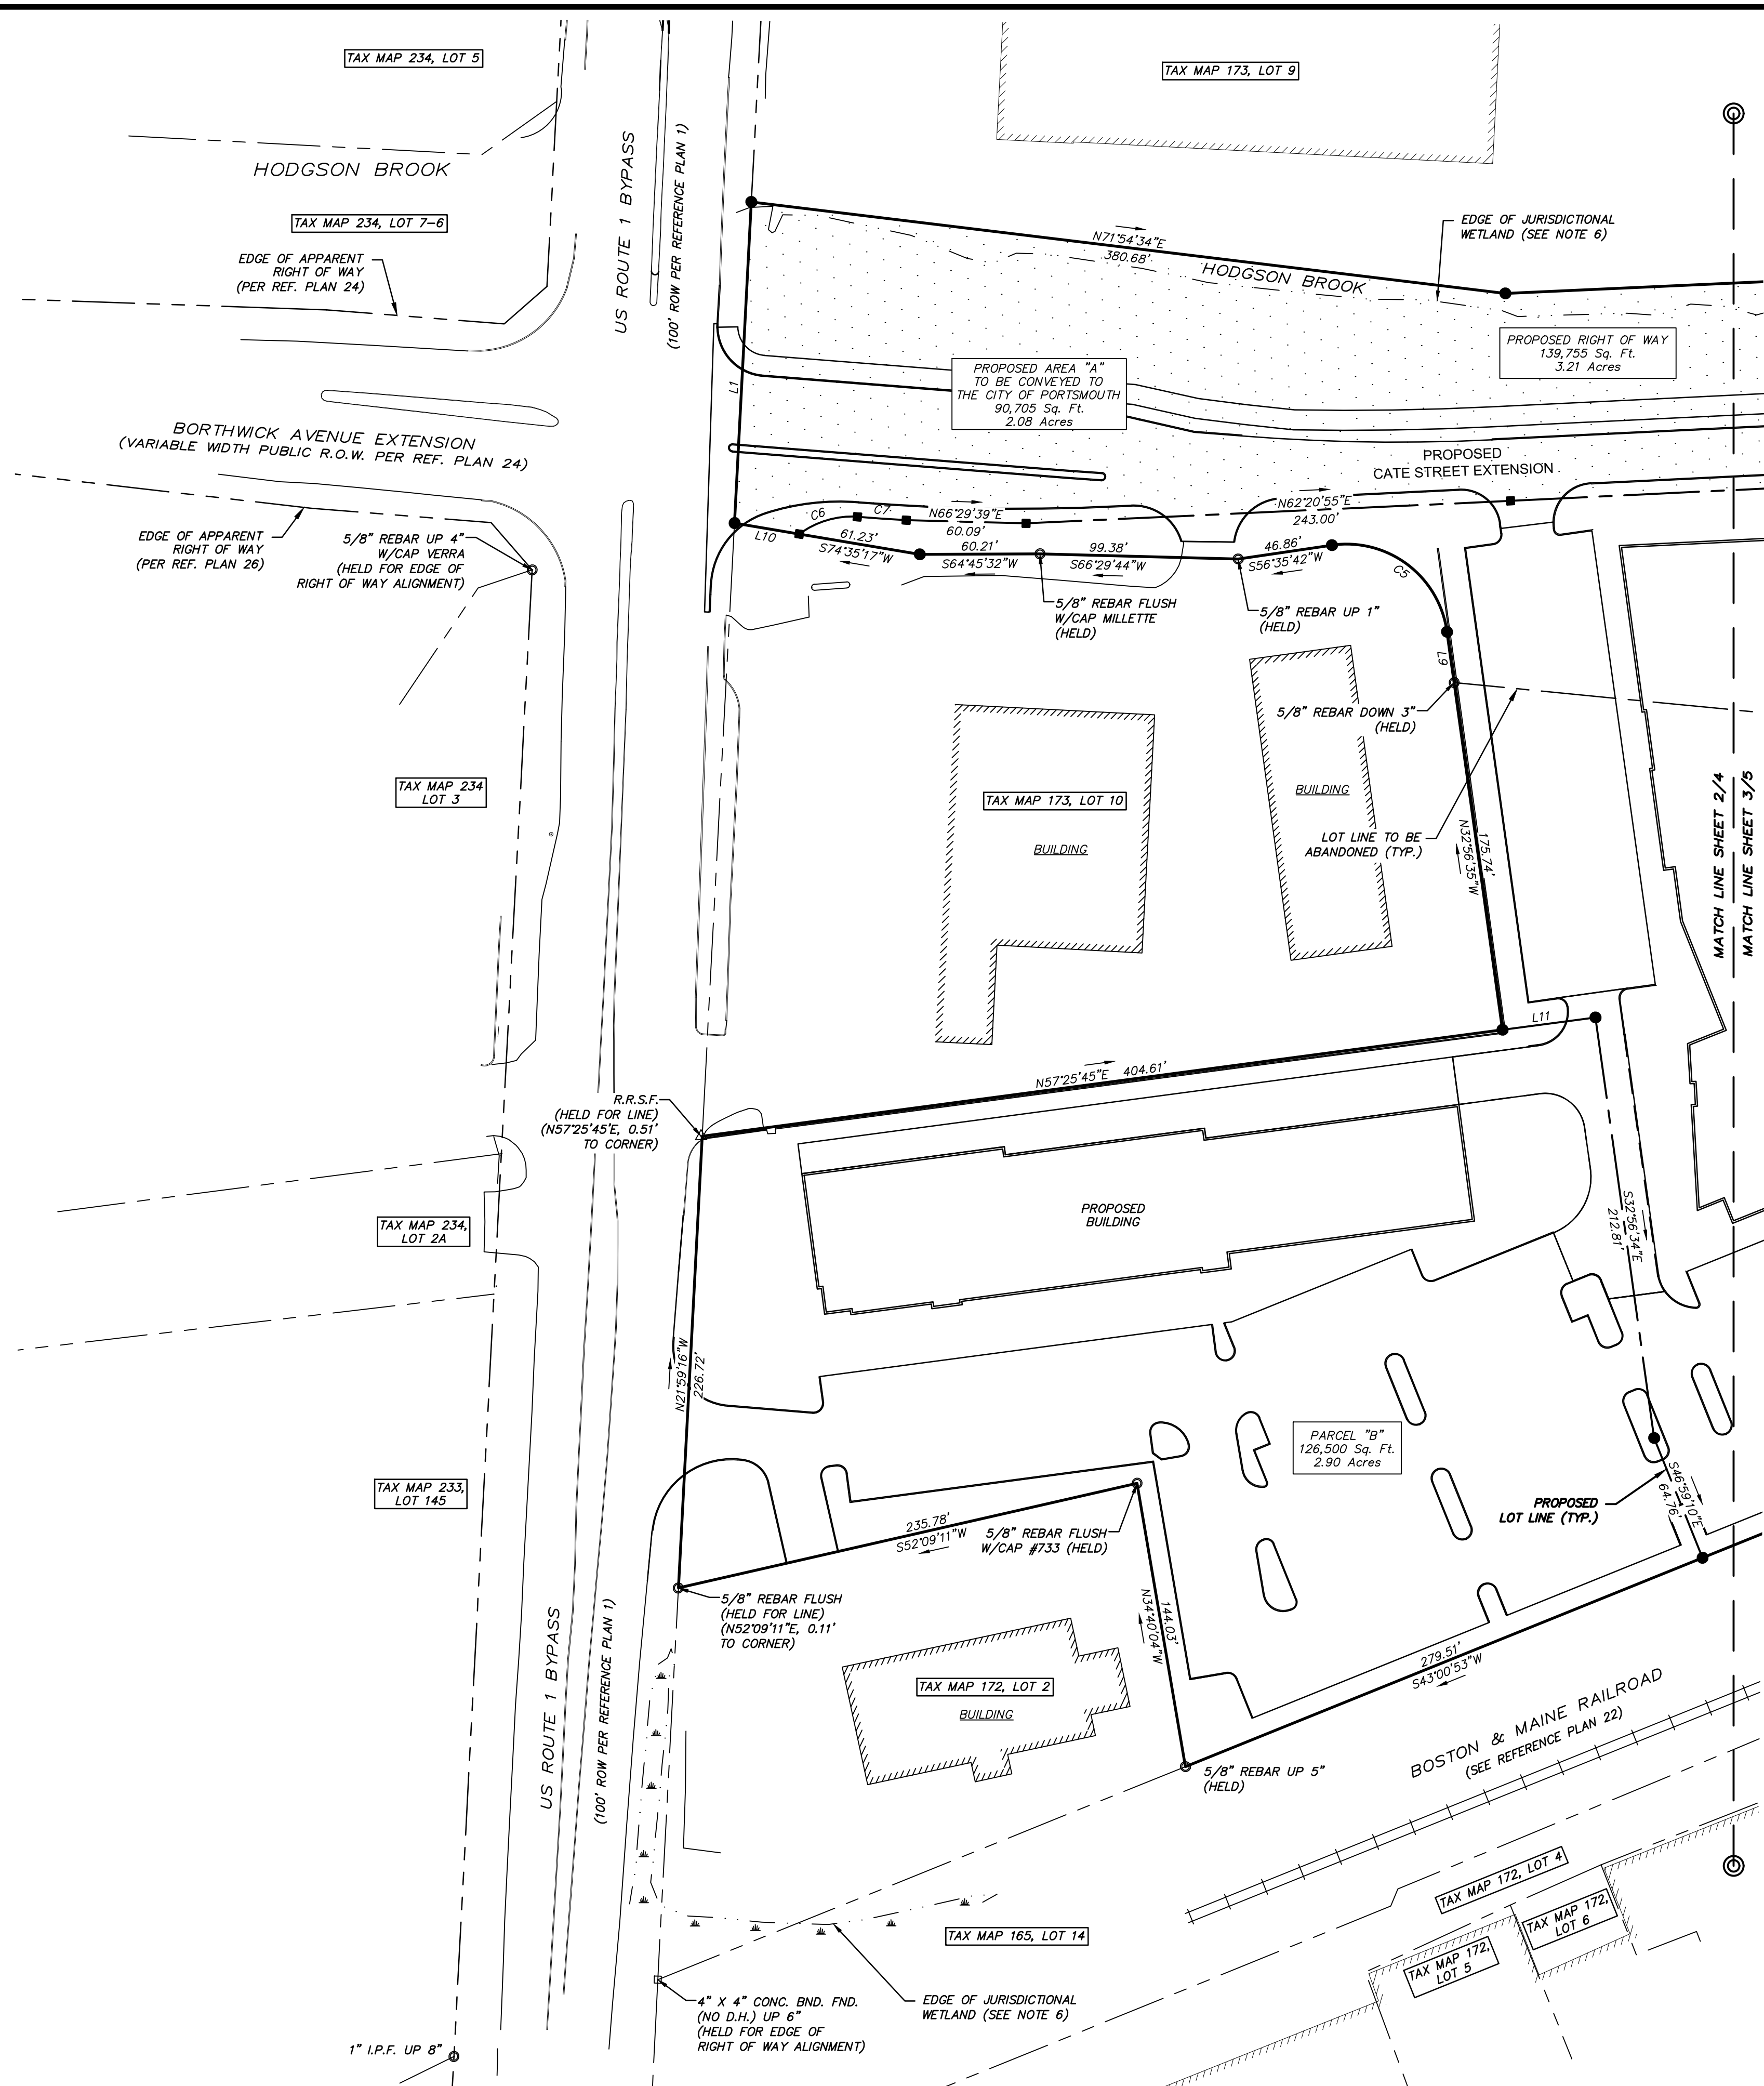 TAX MAP 234, LOT 5
TAX MAP 173, LOT 9
HODGSON BROOK
TAX MAP 234, LOT 7-6
EDGE OF APPARENT
RIGHT OF WAY
(PER REF. PLAN 24)
US ROUTE 1 BYPASS
(100' ROW PER REFERENCE PLAN 1)
N71°54'34"E
380.68'
HODGSON BROOK
EDGE OF JURISDICTIONAL
WETLAND (SEE NOTE 6)
PROPOSED RIGHT OF WAY
139,755 Sq. Ft.
3.21 Acres
PROPOSED AREA "A"
TO BE CONVEYED TO
THE CITY OF PORTSMOUTH
90,705 Sq. Ft.
2.08 Acres
L1
BORTHWICK AVENUE EXTENSION
(VARIABLE WIDTH PUBLIC R.O.W. PER REF. PLAN 24)
PROPOSED
CATE STREET EXTENSION
EDGE OF APPARENT
RIGHT OF WAY
(PER REF. PLAN 26)
5/8" REBAR UP 4"
W/CAP VERRA
(HELD FOR EDGE OF
RIGHT OF WAY ALIGNMENT)
L10
C6
C7
N66°29'39"E
60.09'
N62°20'55"E
243.00'
61.23'
S74°35'17"W
60.21'
S64°45'32"W
99.38'
S66°29'44"W
46.86'
S56°35'42"W
C5
5/8" REBAR FLUSH
W/CAP MILLETTE
(HELD)
5/8" REBAR UP 1"
(HELD)
L9
5/8" REBAR DOWN 3"
(HELD)
TAX MAP 234
LOT 3
TAX MAP 173, LOT 10
BUILDING
BUILDING
LOT LINE TO BE
ABANDONED (TYP.)
175.74'
N32°56'35"W
MATCH LINE SHEET 2/4
MATCH LINE SHEET 3/5
L11
N57°25'45"E 404.61'
R.R.S.F.
(HELD FOR LINE)
(N57°25'45'E, 0.51'
TO CORNER)
TAX MAP 234,
LOT 2A
PROPOSED
BUILDING
S32°56'34"E
212.81'
N21°59'16"W
226.72'
PARCEL "B"
126,500 Sq. Ft.
2.90 Acres
TAX MAP 233,
LOT 145
S46°59'10"E
64.76'
PROPOSED
LOT LINE (TYP.)
235.78'
S52°09'11"W
5/8" REBAR FLUSH
W/CAP #733 (HELD)
5/8" REBAR FLUSH
(HELD FOR LINE)
(N52°09'11"E, 0.11'
TO CORNER)
144.03'
N34°40'04"W
US ROUTE 1 BYPASS
(100' ROW PER REFERENCE PLAN 1)
TAX MAP 172, LOT 2
BUILDING
279.51'
S43°00'53"W
BOSTON & MAINE RAILROAD
(SEE REFERENCE PLAN 22)
5/8" REBAR UP 5"
(HELD)
TAX MAP 172, LOT 4
TAX MAP 172,
LOT 6
TAX MAP 172,
LOT 5
TAX MAP 165, LOT 14
4" X 4" CONC. BND. FND.
(NO D.H.) UP 6"
(HELD FOR EDGE OF
RIGHT OF WAY ALIGNMENT)
EDGE OF JURISDICTIONAL
WETLAND (SEE NOTE 6)
1" I.P.F. UP 8"